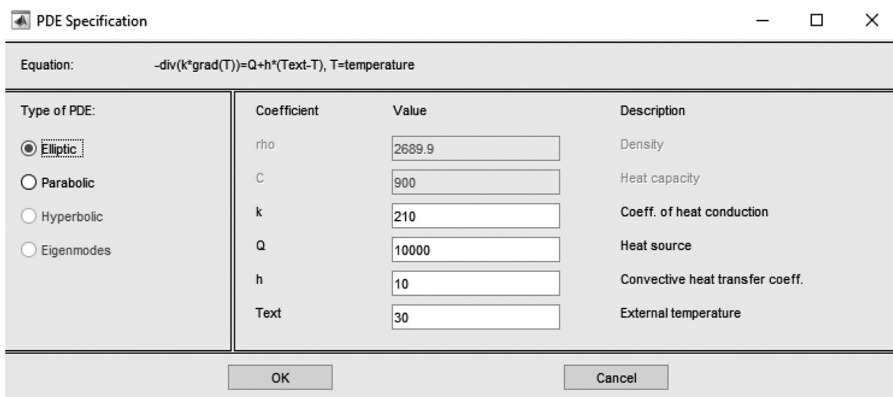 PDE Specification
Equation: -div(k*grad(T))=Q+h*(Text-T), T=temperature
Type of PDE: Coefficient Value Description
Elliptic rho 2689.9 Density
Parabolic C 900 Heat capacity
Hyperbolic k 210 Coeff. of heat conduction
Eigenmodes Q 10000 Heat source
h 10 Convective heat transfer coeff.
Text 30 External temperature
OK Cancel